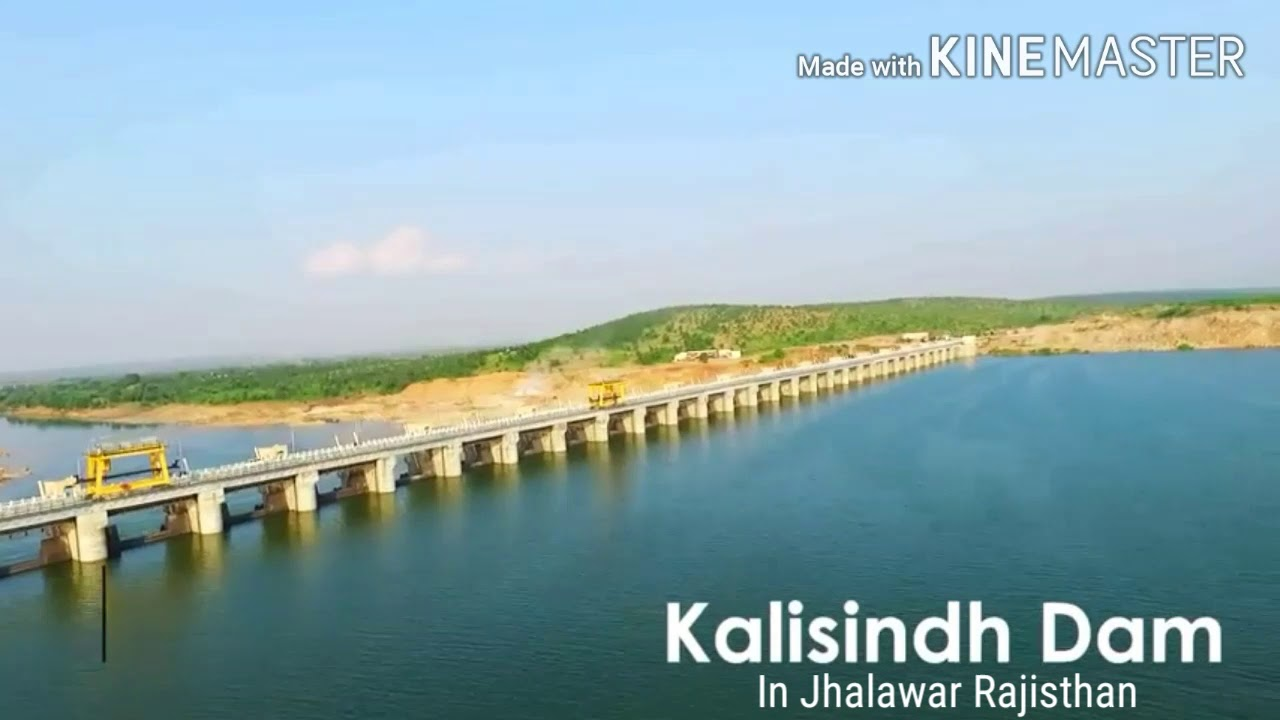 Made with KINEMASTER
Kalisindh Dam
In Jhalawar Rajisthan